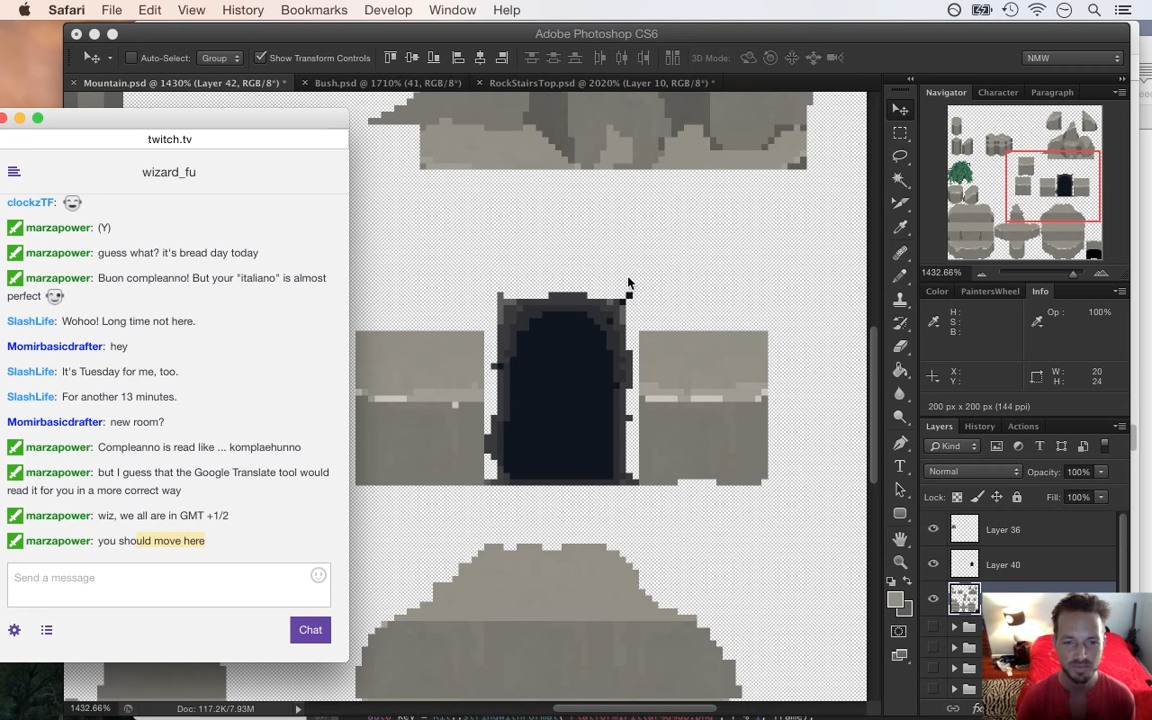 Safari File Edit View History Bookmarks Develop Window Help
Adobe Photoshop CS6
Auto-Select: Group Show Transform Controls 3D Mode: NMW
Mountain.psd @ 1430% (Layer 42, RGB/8*) * Bush.psd @ 1710% (41, RGB/8*) RockStairsTop.psd @ 2020% (Layer 10, RGB/8*) *
Navigator Character Paragraph
1432.66%
Color PaintersWheel Info
H: Op: 100%
S:
B:
X: W: 20
Y: H: 24
200 px x 200 px (144 ppi)
Layers History Actions
Kind
Normal Opacity: 100%
Lock: Fill: 100%
Layer 36
Layer 40
fx
1432.66% Doc: 117.2K/7.93M
twitch.tv
wizard_fu
clockzTF:
marzapower: (Y)
marzapower: guess what? it's bread day today
marzapower: Buon compleanno! But your "italiano" is almost
perfect
SlashLife: Wohoo! Long time not here.
Momirbasicdrafter: hey
SlashLife: It's Tuesday for me, too.
SlashLife: For another 13 minutes.
Momirbasicdrafter: new room?
marzapower: Compleanno is read like ... komplaehunno
marzapower: but I guess that the Google Translate tool would
read it for you in a more correct way
marzapower: wiz, we all are in GMT +1/2
marzapower: you should move here
Send a message
Chat